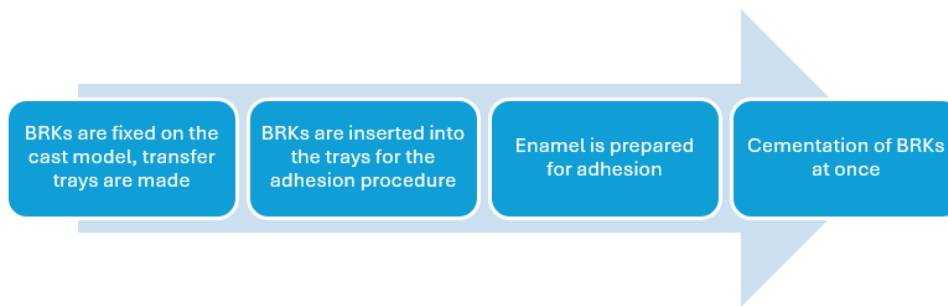 BRKs are fixed on the
cast model, transfer
trays are made
BRKs are inserted into
the trays for the
adhesion procedure
Enamel is prepared
for adhesion
Cementation of BRKs
at once